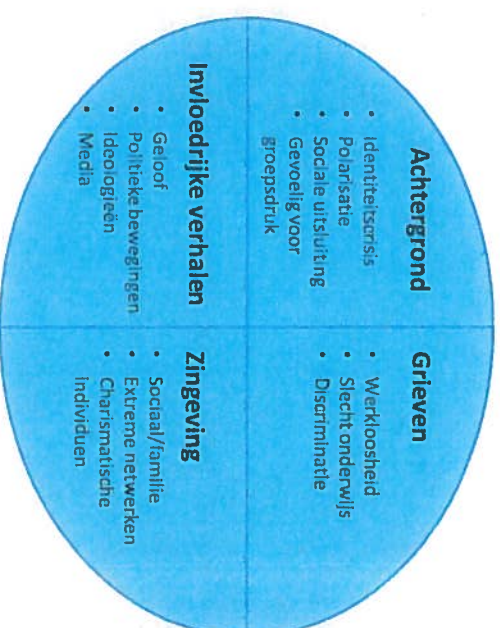 Achtergrond
• Identiteitscrisis
• Polarisatie
• Sociale uitsluiting
• Gevoelig voor
groepsdruk
Grieven
• Werkloosheid
• Slecht onderwijs
• Discriminatie
Invloedrijke verhalen
• Geloof
• Politieke bewegingen
• Ideologieën
• Media
Zingeving
• Sociaal/familie
• Extreme netwerken
• Charismatische
individuen